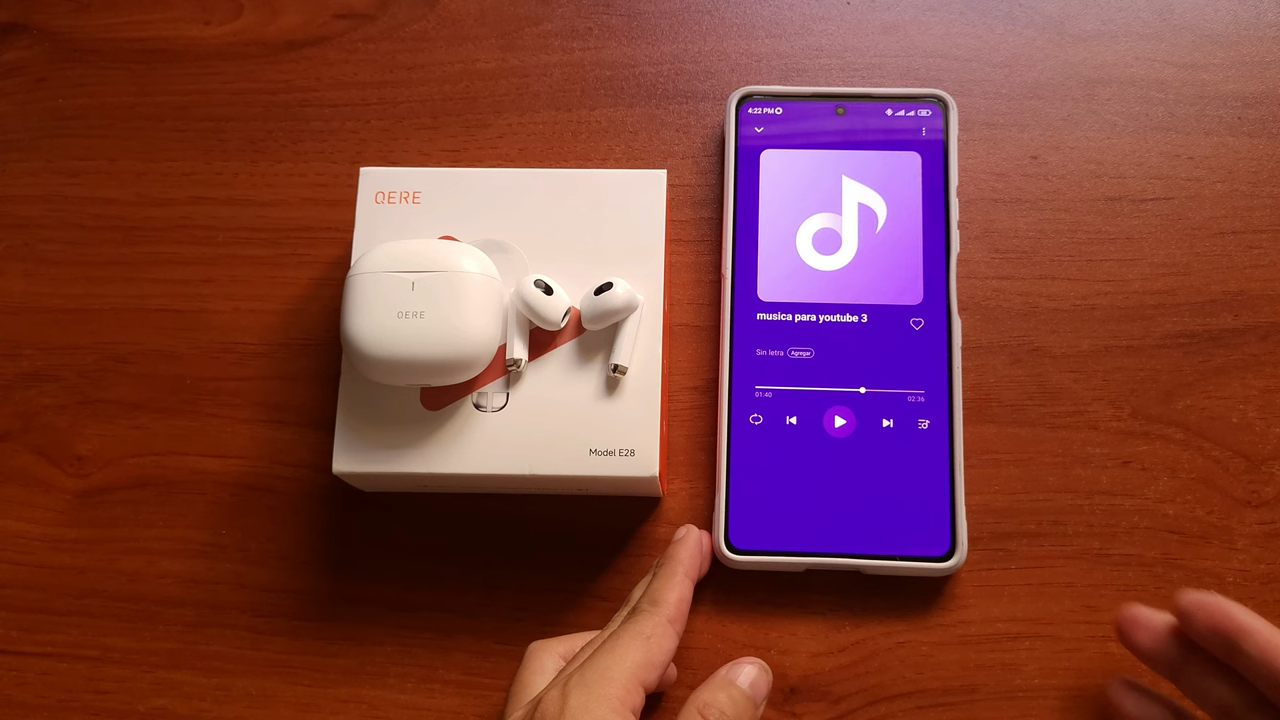 QERE
QERE
Model E28
4:22 PM
musica para youtube 3
Sin letra Agregar
01:40
02:36